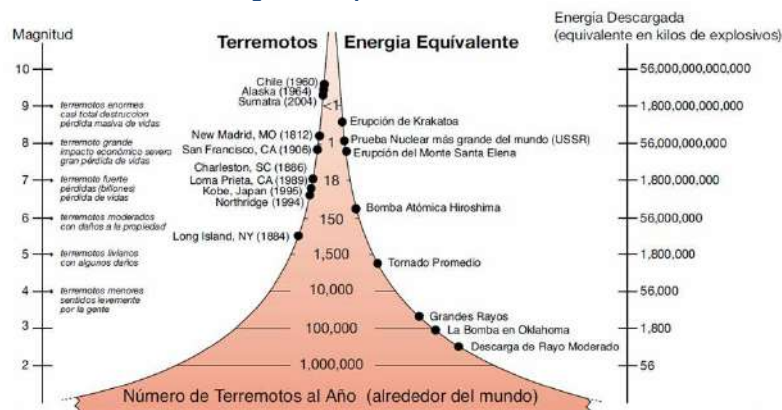 Magnitud
Terremotos
Energia Equívalente
Energia Descargada
(equivalente en kilos de explosivos)
10
9
8
7
6
5
4
3
2
terremotos enormes
casi total destruccion
pérdida masiva de vidas
terremoto grande
impacto económico severo
gran pérdida de vidas
terremoto fuerte
pérdidas (billones)
pérdida de vidas
terremotos moderados
con daños a la propiedad
terremotos livianos
con algunos daños
terremotos menores
sentidos levemente
por la gente
Chile (1960)
Alaska (1964)
Sumatra (2004)
New Madrid, MO (1812)
San Francisco, CA (1906)
Charleston, SC (1886)
Loma Prieta, CA (1989)
Kobe, Japan (1995)
Northridge (1994)
Long Island, NY (1884)
<1
1
18
150
1,500
10,000
100,000
1,000,000
Erupción de Krakatoa
Prueba Nuclear más grande del mundo (USSR)
Erupción del Monte Santa Elena
Bomba Atómica Hiroshima
Tornado Promedio
Grandes Rayos
La Bomba en Oklahoma
Descarga de Rayo Moderado
56,000,000,000,000
1,800,000,000,000
56,000,000,000
1,800,000,000
56,000,000
1,800,000
56,000
1,800
56
Número de Terremotos al Año (alrededor del mundo)